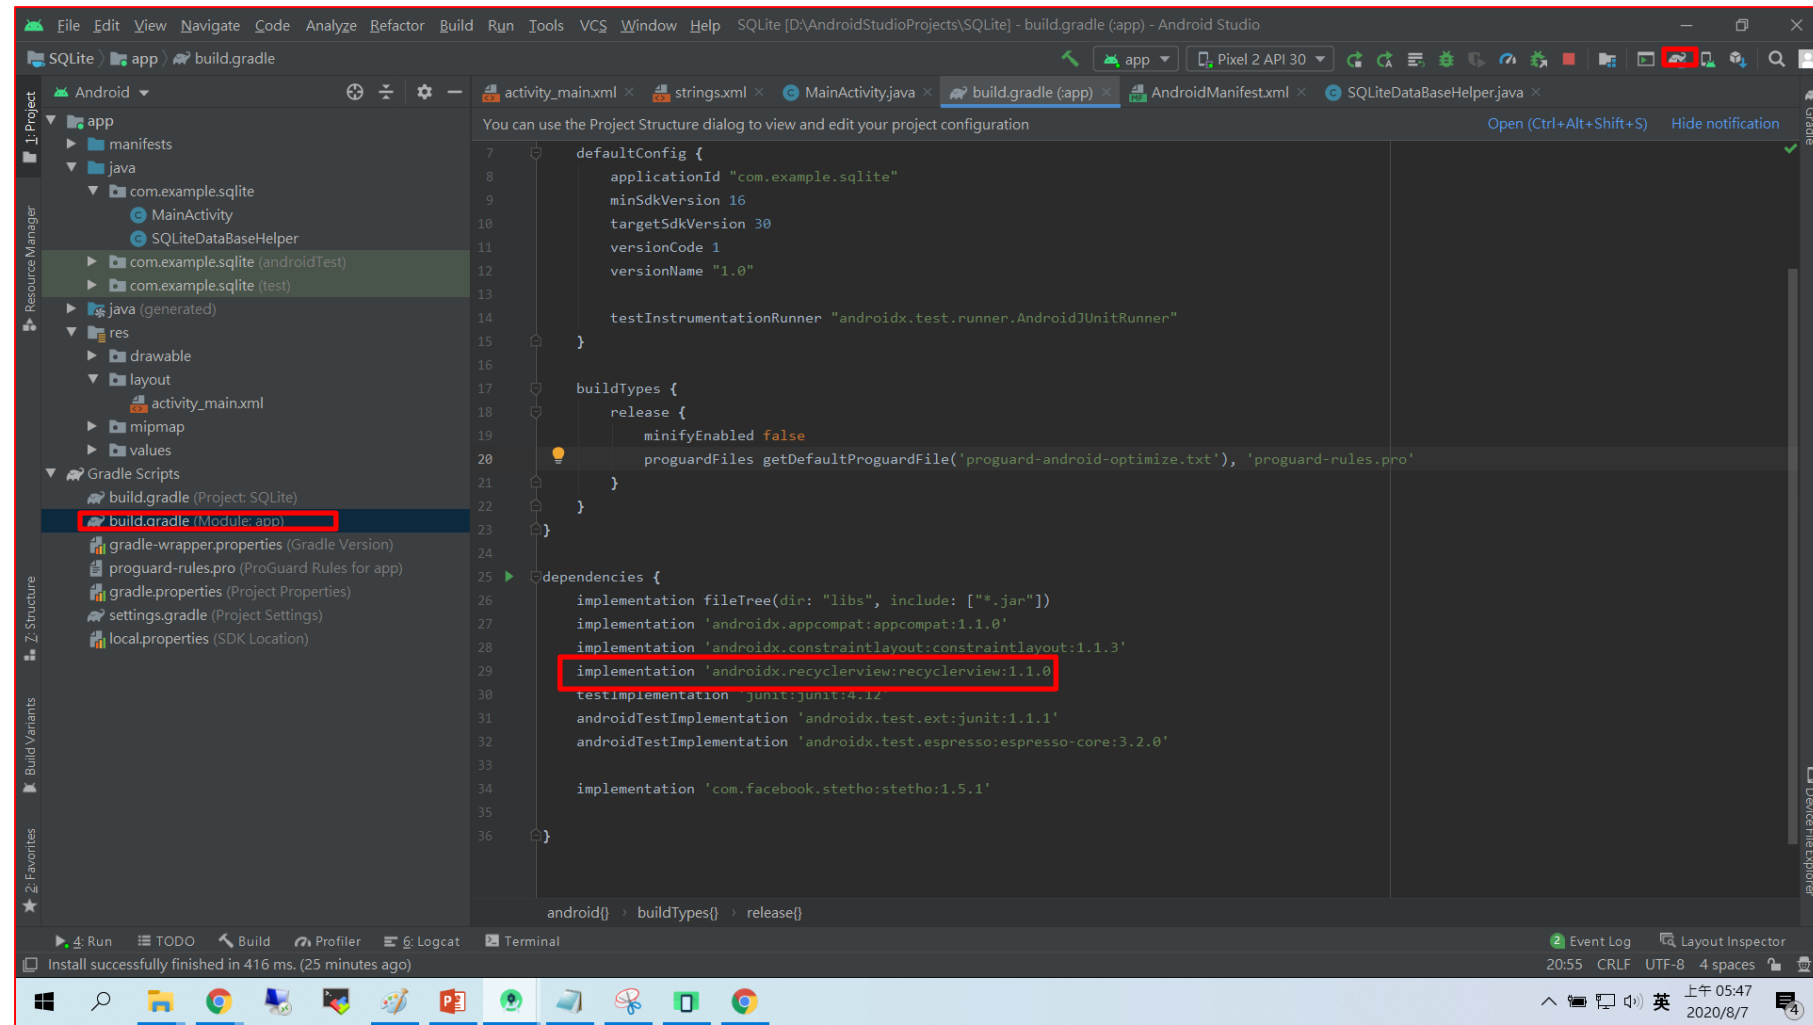 File Edit View Navigate Code Analyze Refactor Build Run Tools VCS Window Help SQLite [D:\AndroidStudioProjects\SQLite] - build.gradle (:app) - Android Studio
SQLite app build.gradle
app Pixel 2 API 30
1: Project
Resource Manager
Z: Structure
Build Variants
2: Favorites
Android
app
manifests
java
com.example.sqlite
MainActivity
SQLiteDataBaseHelper
com.example.sqlite (androidTest)
com.example.sqlite (test)
java (generated)
res
drawable
layout
activity_main.xml
mipmap
values
Gradle Scripts
build.gradle (Project: SQLite)
build.gradle (Module: app)
gradle-wrapper.properties (Gradle Version)
proguard-rules.pro (ProGuard Rules for app)
gradle.properties (Project Properties)
settings.gradle (Project Settings)
local.properties (SDK Location)
activity_main.xml strings.xml MainActivity.java build.gradle (:app) AndroidManifest.xml SQLiteDataBaseHelper.java
You can use the Project Structure dialog to view and edit your project configuration Open (Ctrl+Alt+Shift+S) Hide notification
7 defaultConfig {
8 applicationId "com.example.sqlite"
9 minSdkVersion 16
10 targetSdkVersion 30
11 versionCode 1
12 versionName "1.0"
13
14 testInstrumentationRunner "androidx.test.runner.AndroidJUnitRunner"
15 }
16
17 buildTypes {
18 release {
19 minifyEnabled false
20 proguardFiles getDefaultProguardFile('proguard-android-optimize.txt'), 'proguard-rules.pro'
21 }
22 }
23 }
24
25 dependencies {
26 implementation fileTree(dir: "libs", include: ["*.jar"])
27 implementation 'androidx.appcompat:appcompat:1.1.0'
28 implementation 'androidx.constraintlayout:constraintlayout:1.1.3'
29 implementation 'androidx.recyclerview:recyclerview:1.1.0
30 testImplementation 'junit:junit:4.12'
31 androidTestImplementation 'androidx.test.ext:junit:1.1.1'
32 androidTestImplementation 'androidx.test.espresso:espresso-core:3.2.0'
33
34 implementation 'com.facebook.stetho:stetho:1.5.1'
35
36 }
android{} › buildTypes{} › release{}
Gradle
Device File Explorer
4: Run TODO Build Profiler 6: Logcat Terminal 2 Event Log Layout Inspector
Install successfully finished in 416 ms. (25 minutes ago) 20:55 CRLF UTF-8 4 spaces
英 上午 05:47
2020/8/7 4